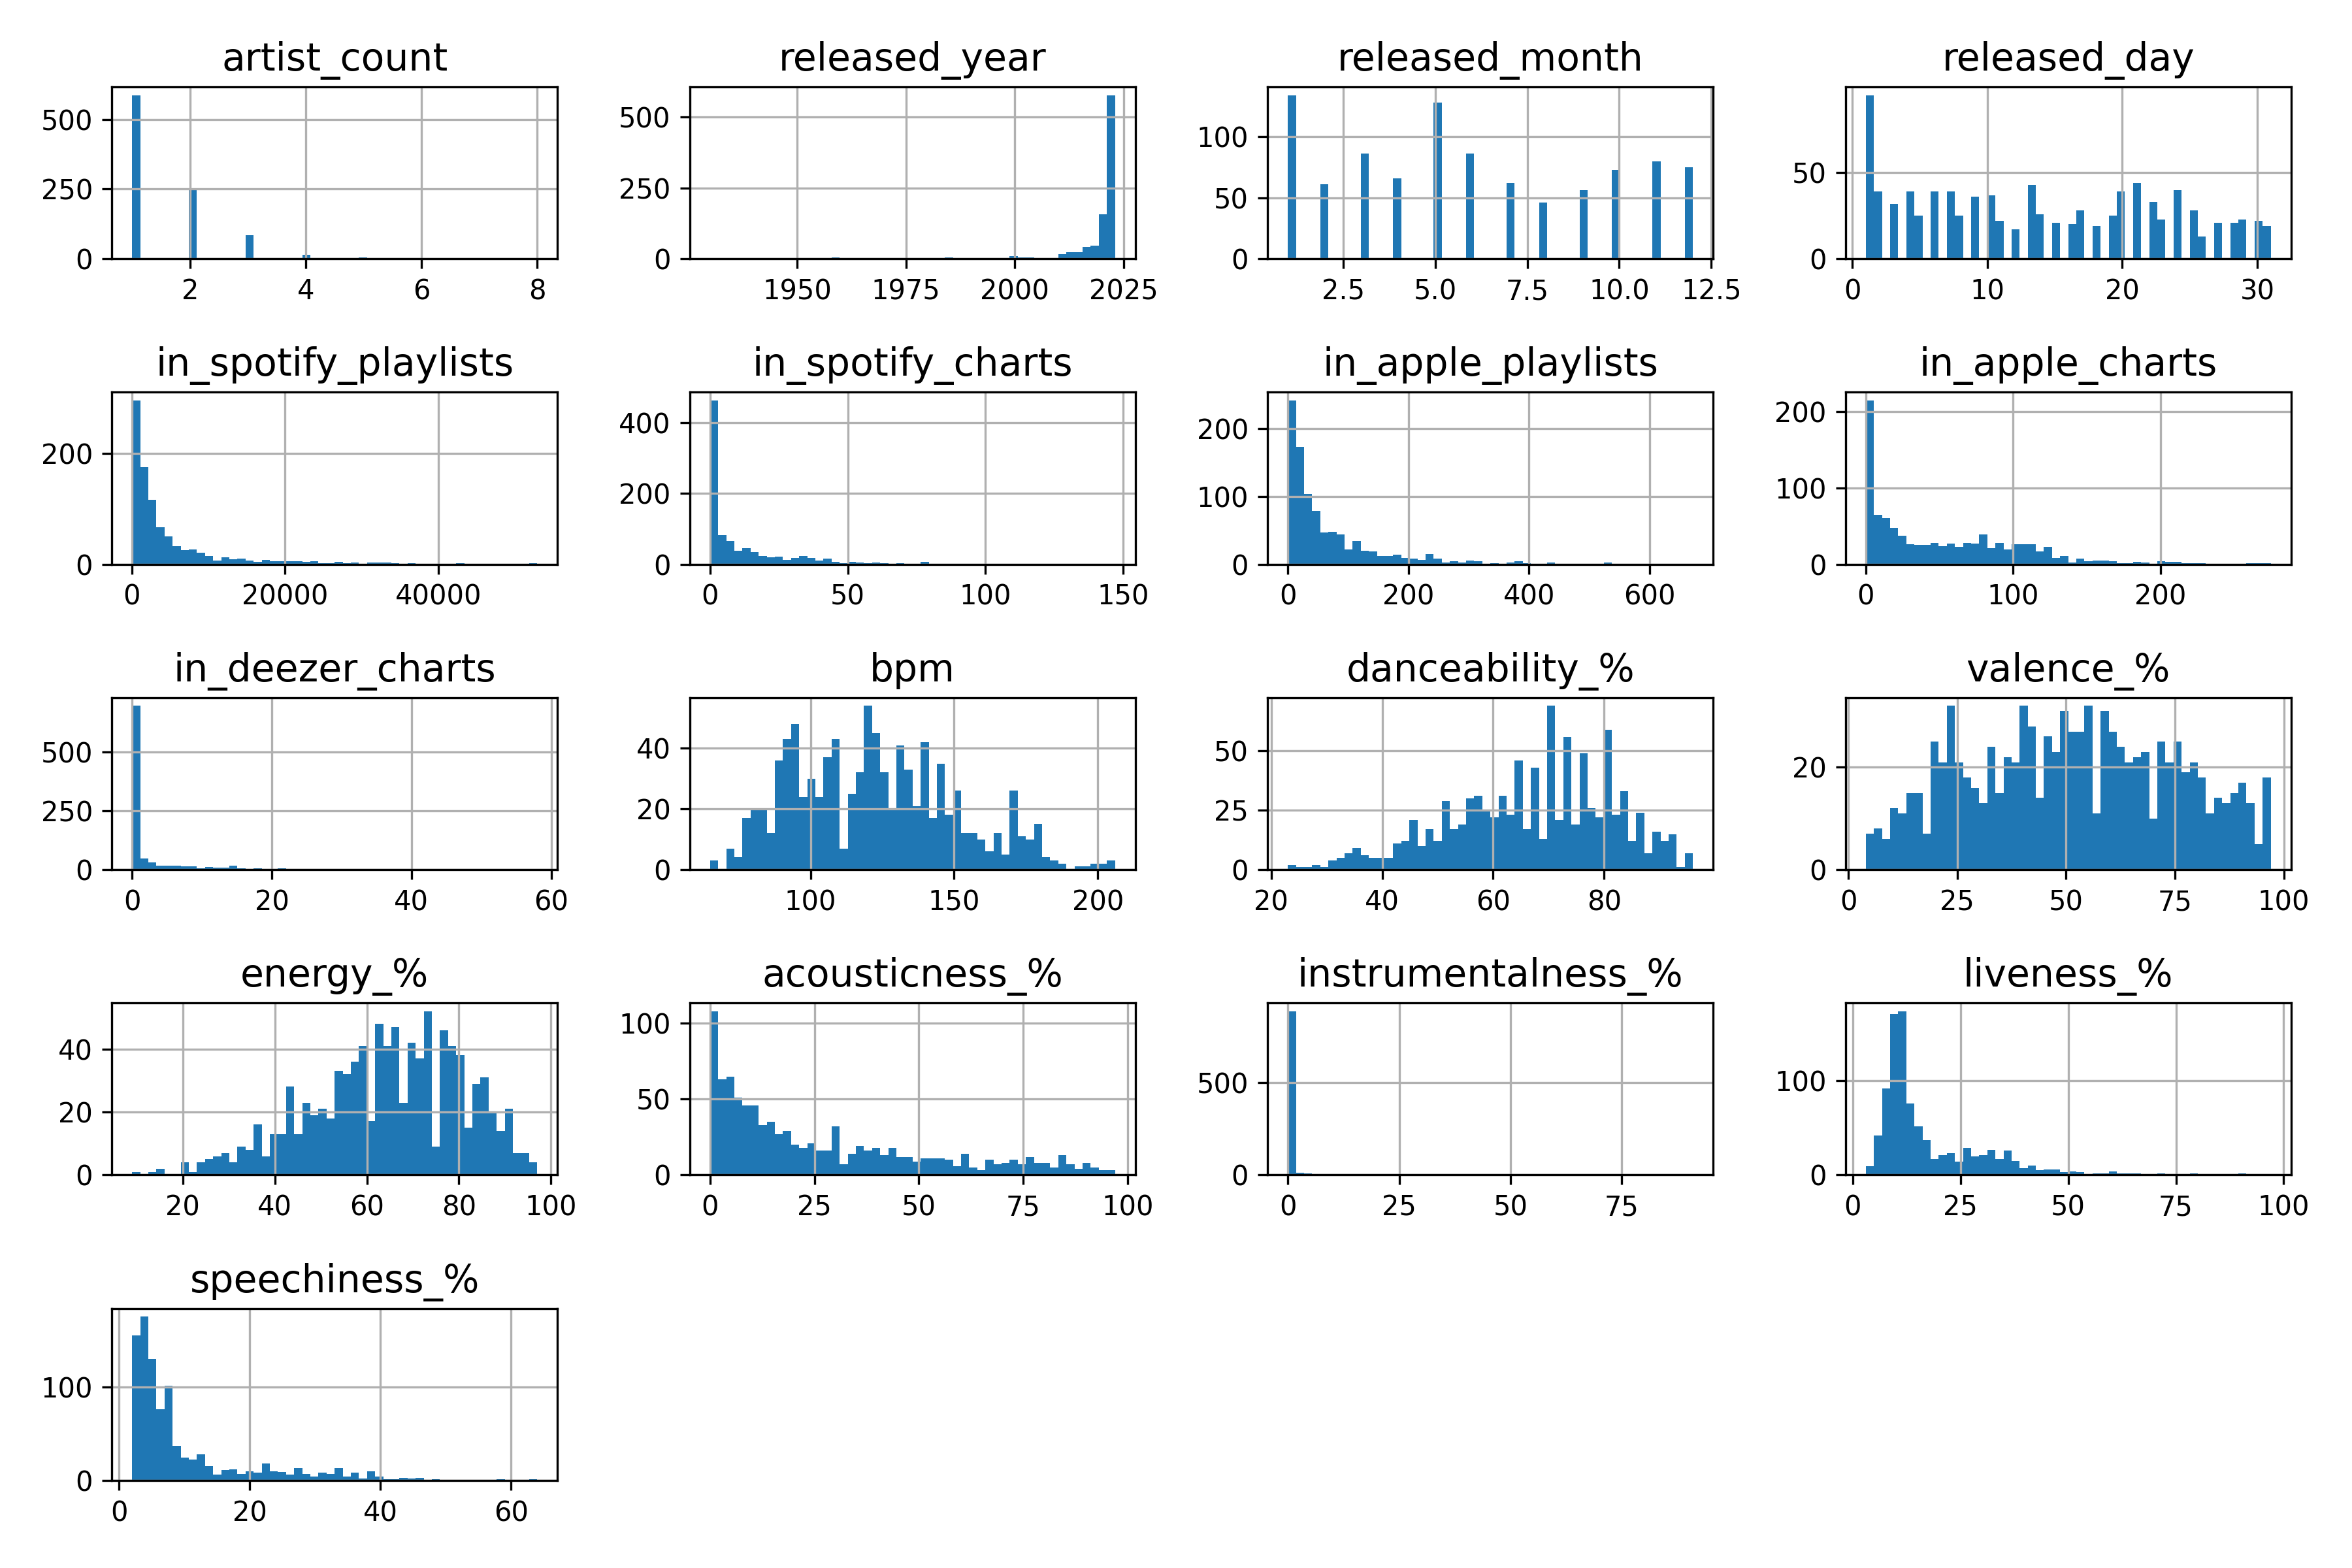 artist_count released_year released_month released_day
500 500 100 50
250 250 50
0 0 0 0
2 4 6 8 1950 1975 2000 2025 2.5 5.0 7.5 10.0 12.5 0 10 20 30
in_spotify_playlists in_spotify_charts in_apple_playlists in_apple_charts
200 400 200 200
200 100 100
0 0 0 0
0 20000 40000 0 50 100 150 0 200 400 600 0 100 200
in_deezer_charts bpm danceability_% valence_%
500 40 50 20
250 20 25
0 0 0 0
0 20 40 60 100 150 200 20 40 60 80 0 25 50 75 100
energy_% acousticness_% instrumentalness_% liveness_%
40 100 500 100
20 50
0 0 0 0
20 40 60 80 100 0 25 50 75 100 0 25 50 75 0 25 50 75 100
speechiness_%
100
0
0 20 40 60